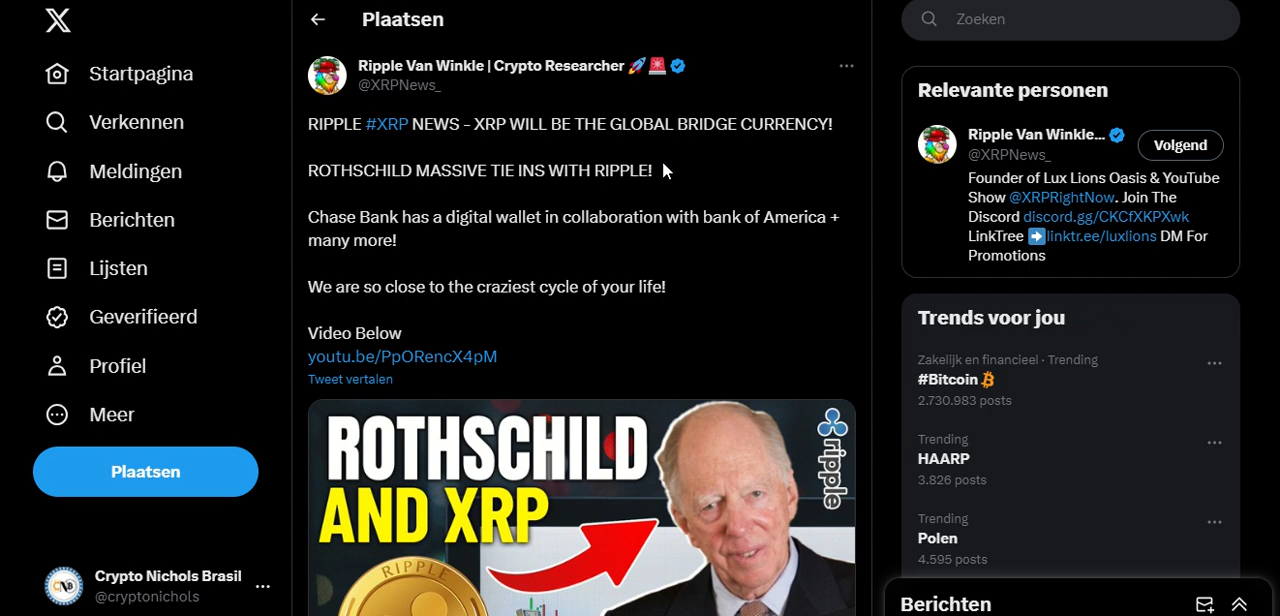 Startpagina
Verkennen
Meldingen
Berichten
Lijsten
Geverifieerd
Profiel
Meer
Plaatsen
Crypto Nichols Brasil
@cryptonichols
Plaatsen
Ripple Van Winkle | Crypto Researcher 🚀🚨
@XRPNews_
RIPPLE #XRP NEWS - XRP WILL BE THE GLOBAL BRIDGE CURRENCY!
ROTHSCHILD MASSIVE TIE INS WITH RIPPLE!
Chase Bank has a digital wallet in collaboration with bank of America +
many more!
We are so close to the craziest cycle of your life!
Video Below
youtu.be/PpORencX4pM
Tweet vertalen
ROTHSCHILD
AND XRP
ripple
RIPPLE
Zoeken
Relevante personen
Ripple Van Winkle...
@XRPNews_
Volgend
Founder of Lux Lions Oasis & YouTube
Show @XRPRightNow. Join The
Discord discord.gg/CKCfXKPXwk
LinkTree ➡️linktr.ee/luxlions DM For
Promotions
Trends voor jou
Zakelijk en financieel · Trending
#Bitcoin
2.730.983 posts
Trending
HAARP
3.826 posts
Trending
Polen
4.595 posts
Berichten